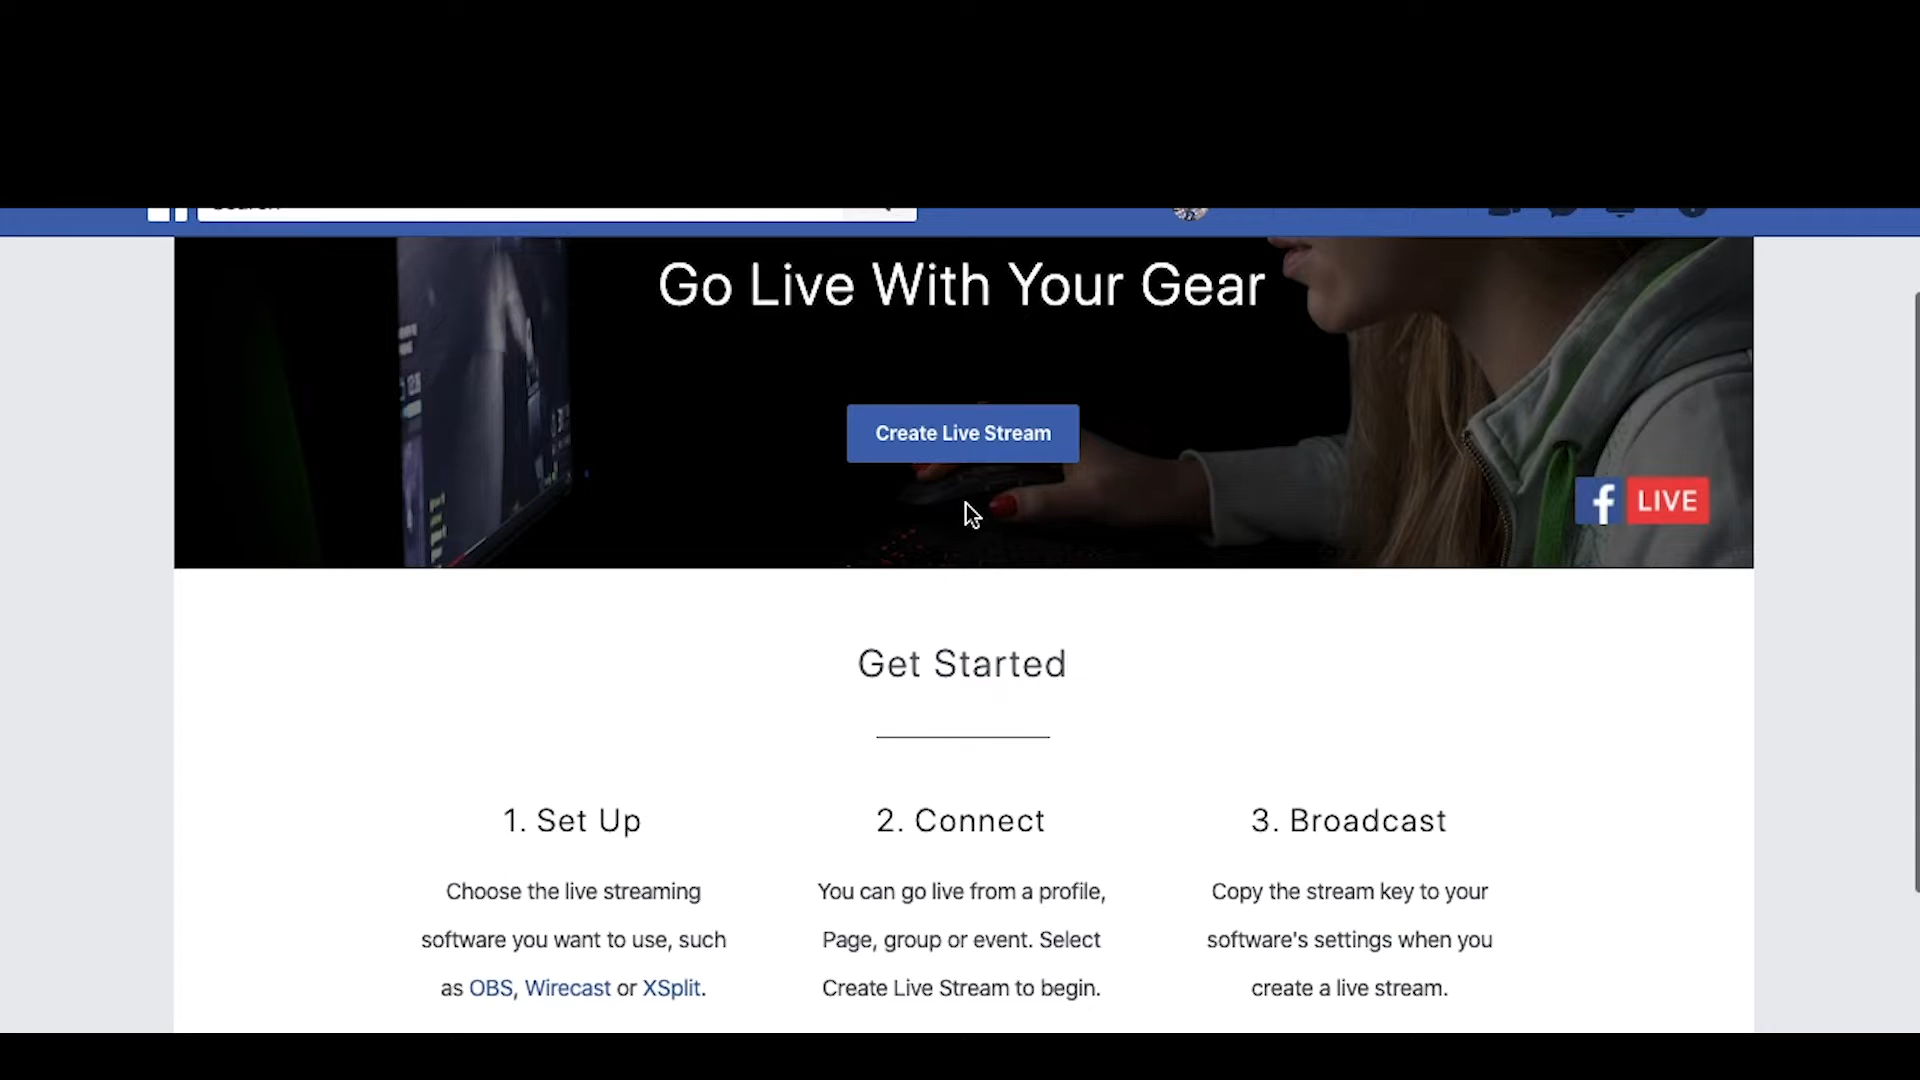 Go Live With Your Gear
Create Live Stream
f LIVE
Get Started
1. Set Up
Choose the live streaming
software you want to use, such
as OBS, Wirecast or XSplit.
2. Connect
You can go live from a profile,
Page, group or event. Select
Create Live Stream to begin.
3. Broadcast
Copy the stream key to your
software's settings when you
create a live stream.